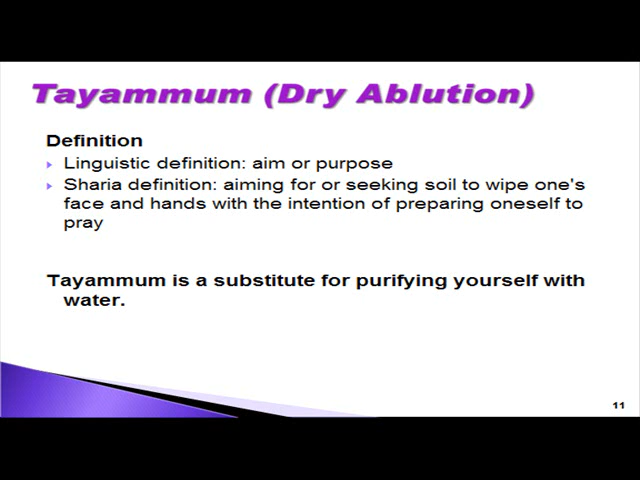 Tayammum (Dry Ablution)
Definition
Linguistic definition: aim or purpose
Sharia definition: aiming for or seeking soil to wipe one's
face and hands with the intention of preparing oneself to
pray
Tayammum is a substitute for purifying yourself with
water.
11